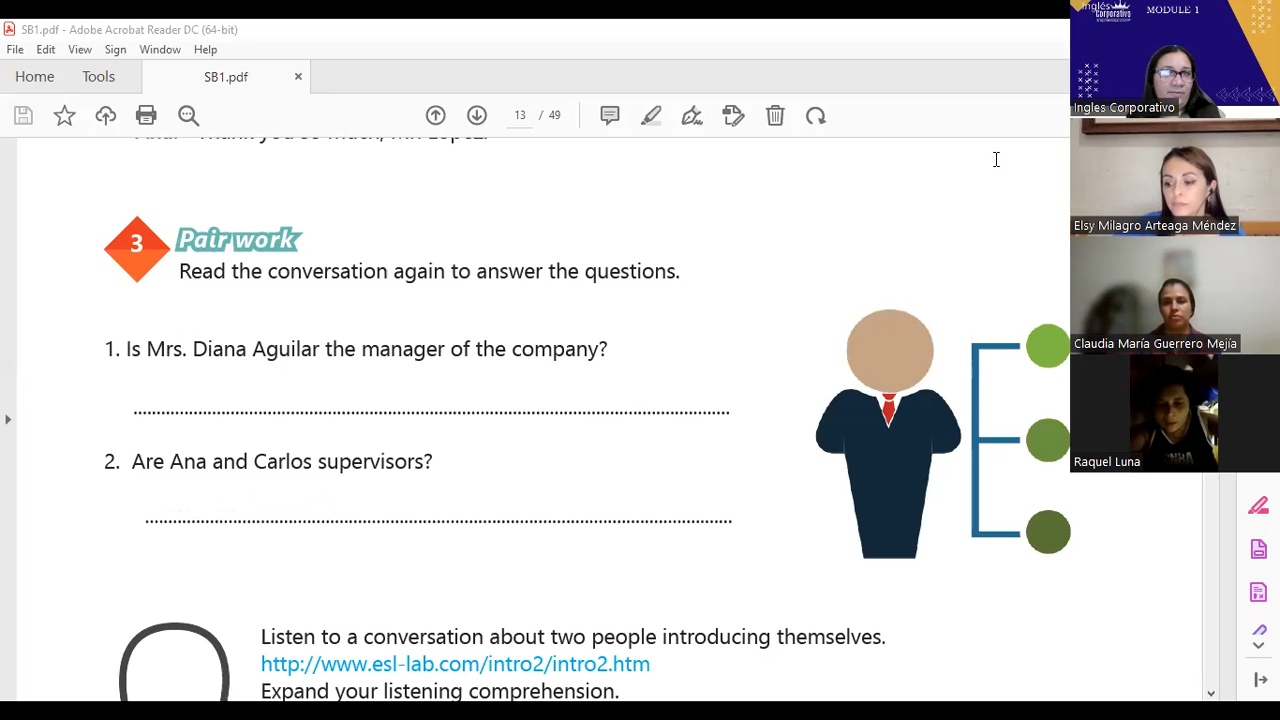 SB1.pdf - Adobe Acrobat Reader DC (64-bit)
File Edit View Sign Window Help
Home Tools SB1.pdf ×
13 / 49
3 Pair work
Read the conversation again to answer the questions.
1. Is Mrs. Diana Aguilar the manager of the company?
2. Are Ana and Carlos supervisors?
Listen to a conversation about two people introducing themselves.
http://www.esl-lab.com/intro2/intro2.htm
Expand your listening comprehension.
Inglés
corporativo
MODULE 1
Ingles Corporativo
Elsy Milagro Arteaga Méndez
Claudia María Guerrero Mejía
Raquel Luna